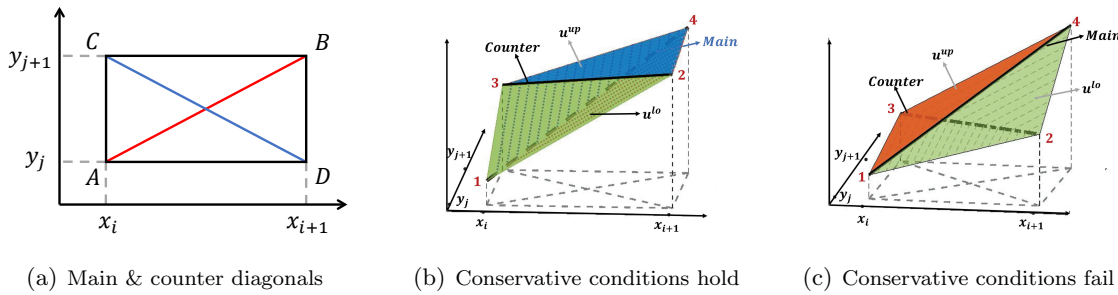 C
B
y_{j+1}
y_j
A
D
x_i
x_{i+1}
4
u^{up}
Main
Counter
3
2
u^{lo}
y_{j+1}
1
y_j
x_i
x_{i+1}
4
u^{up}
Main
Counter
u^{lo}
3
2
y_{j+1}
1
y_j
x_i
x_{i+1}
(a) Main & counter diagonals
(b) Conservative conditions hold
(c) Conservative conditions fail